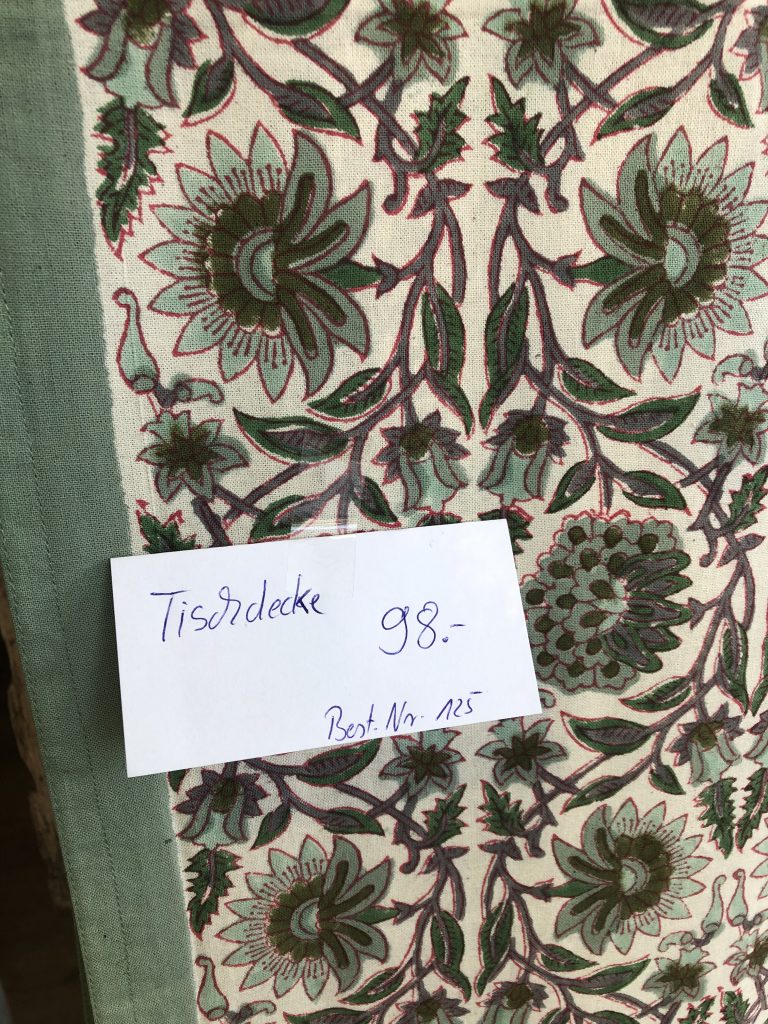 Tischdecke 98.-
Best. Nr. 125